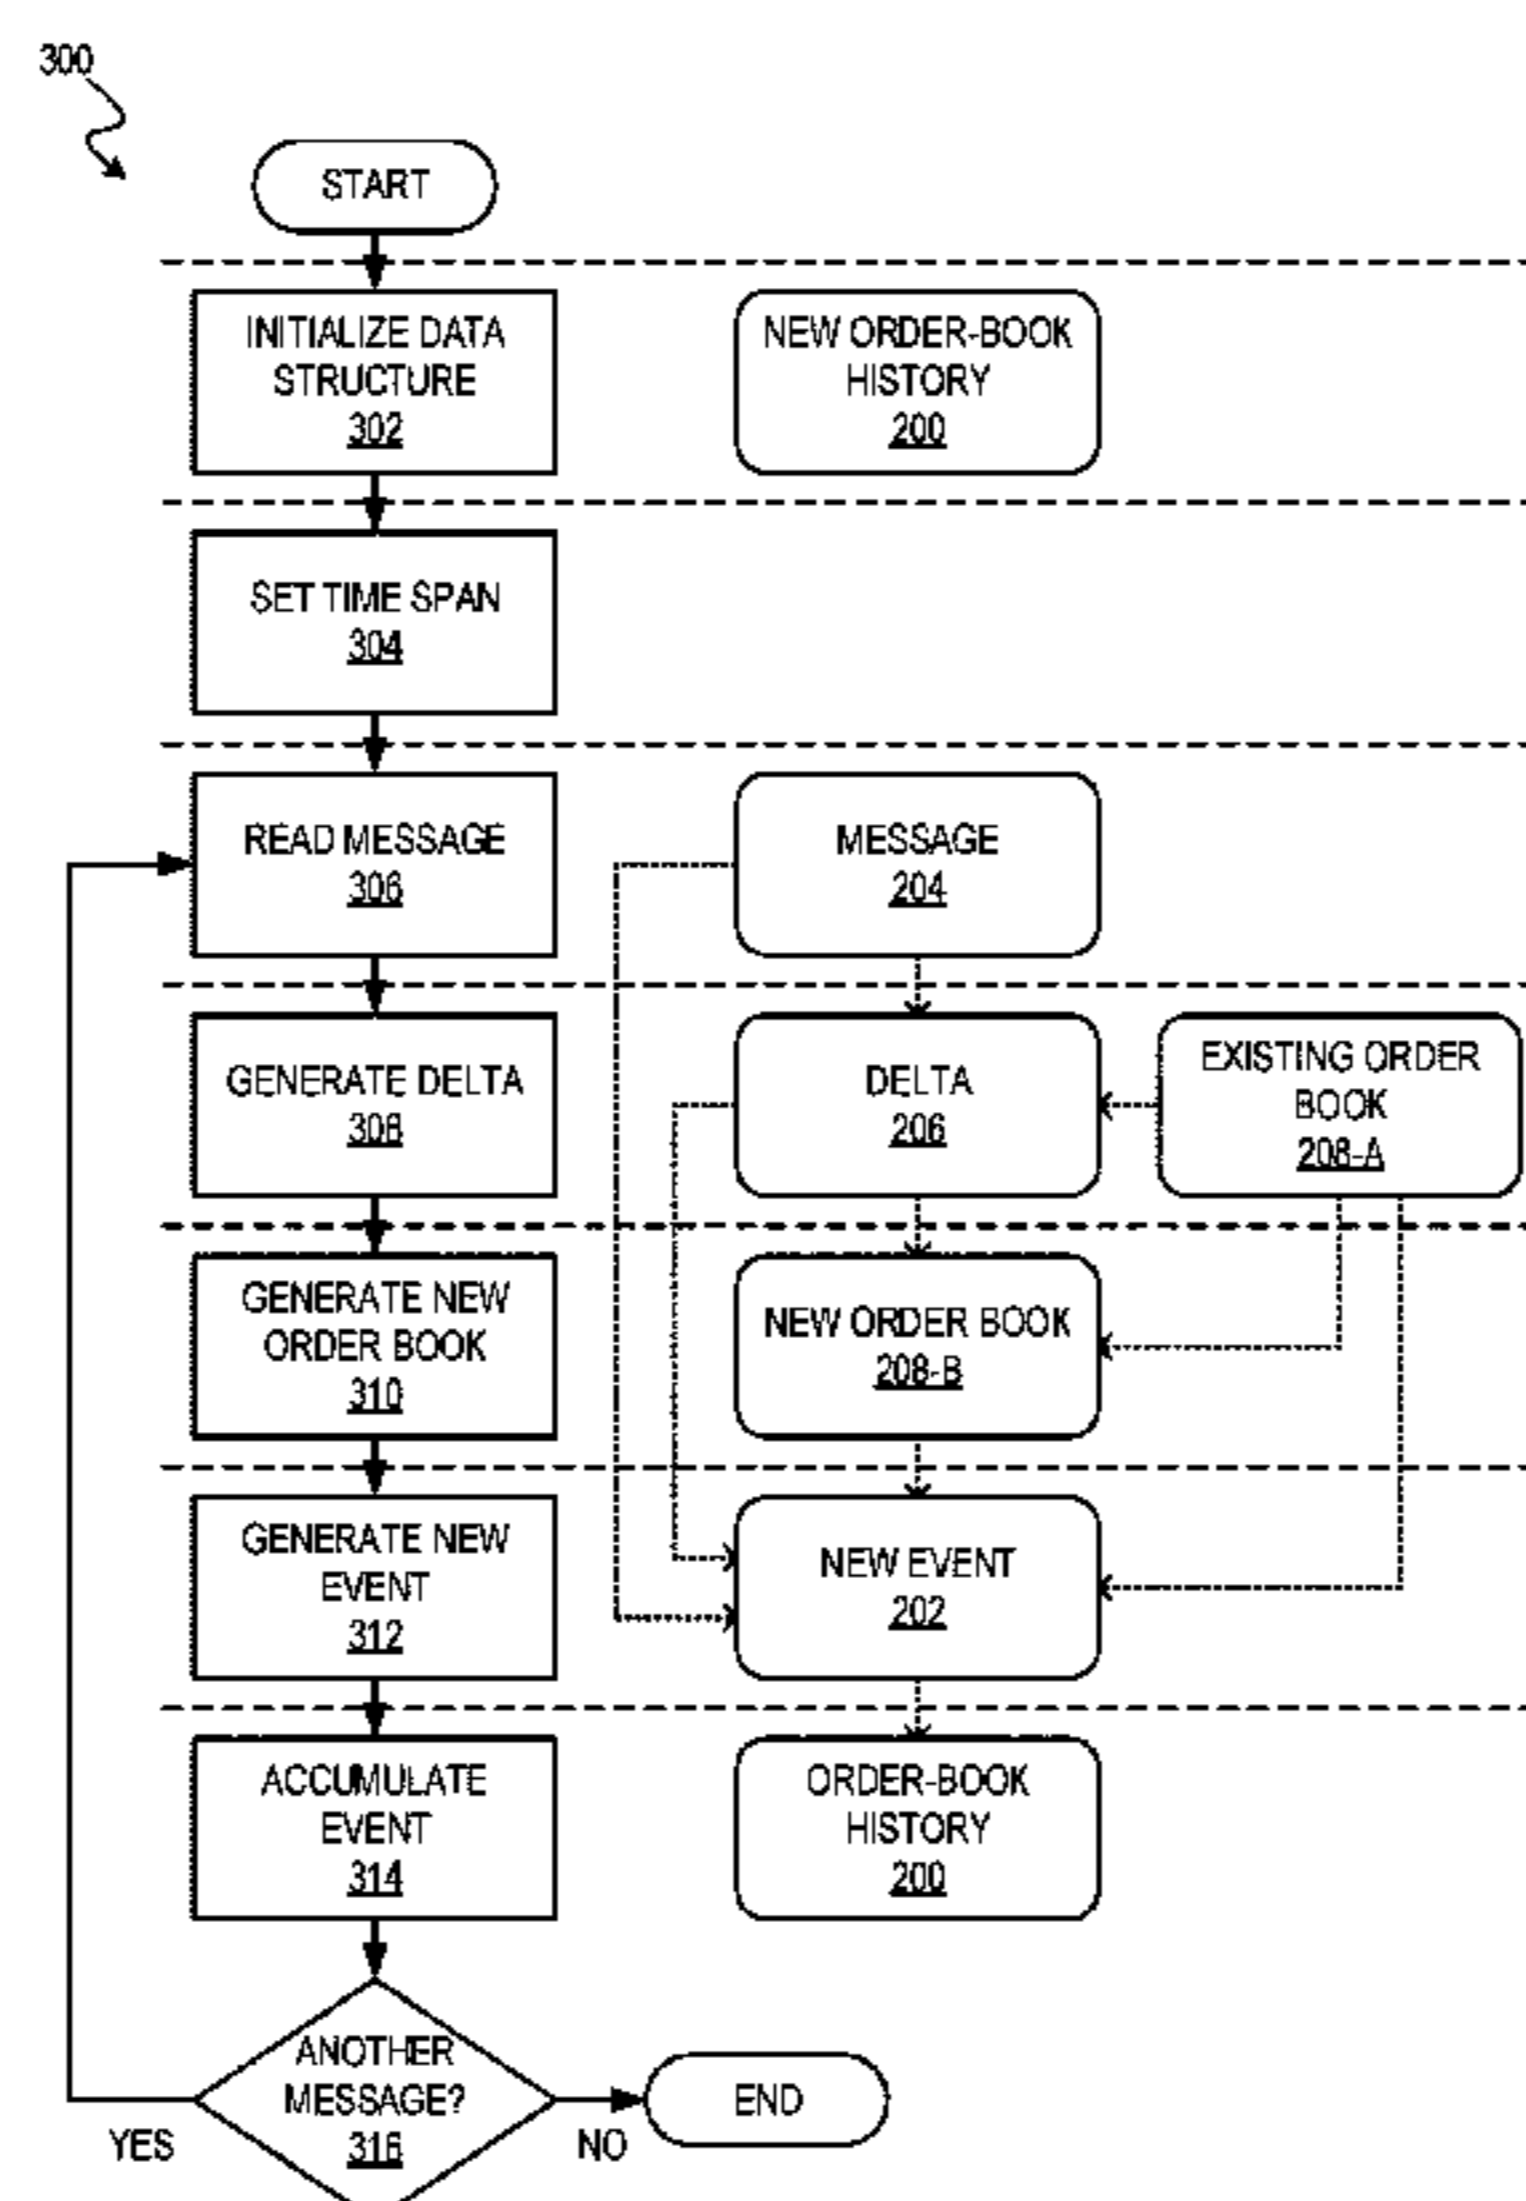 300
START
INITIALIZE DATA
STRUCTURE
302
NEW ORDER-BOOK
HISTORY
200
SET TIME SPAN
304
READ MESSAGE
306
MESSAGE
204
GENERATE DELTA
308
DELTA
206
EXISTING ORDER
BOOK
208-A
GENERATE NEW
ORDER BOOK
310
NEW ORDER BOOK
208-B
GENERATE NEW
EVENT
312
NEW EVENT
202
ACCUMULATE
EVENT
314
ORDER-BOOK
HISTORY
200
ANOTHER
MESSAGE?
316
YES
NO
END